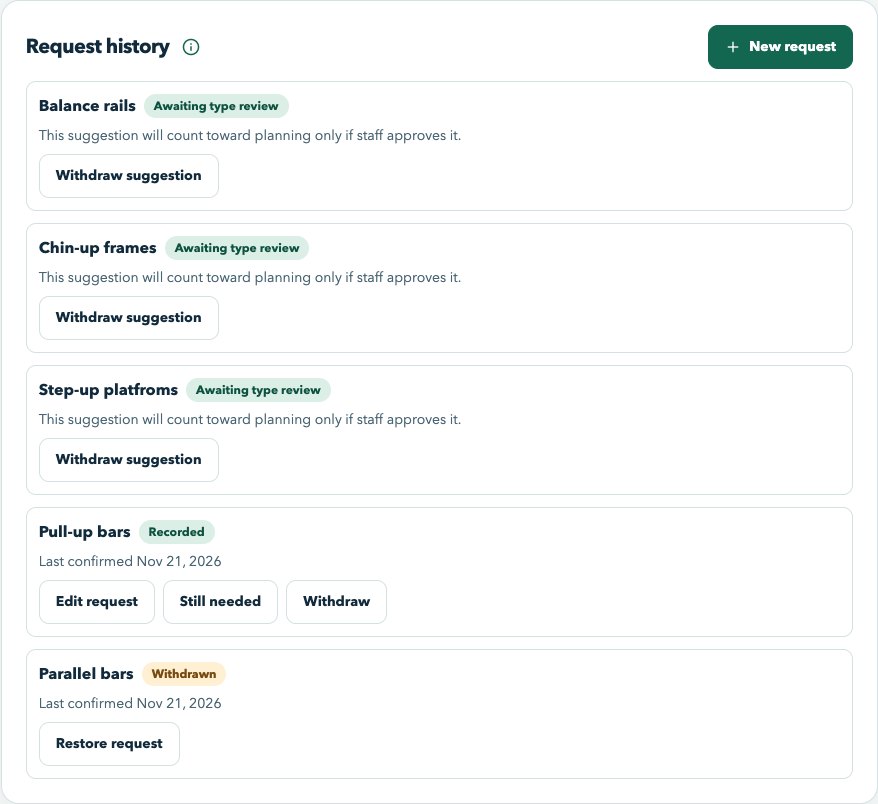 Request history
+ New request
Balance rails Awaiting type review
This suggestion will count toward planning only if staff approves it.
Withdraw suggestion
Chin-up frames Awaiting type review
This suggestion will count toward planning only if staff approves it.
Withdraw suggestion
Step-up platfroms Awaiting type review
This suggestion will count toward planning only if staff approves it.
Withdraw suggestion
Pull-up bars Recorded
Last confirmed Nov 21, 2026
Edit request Still needed Withdraw
Parallel bars Withdrawn
Last confirmed Nov 21, 2026
Restore request